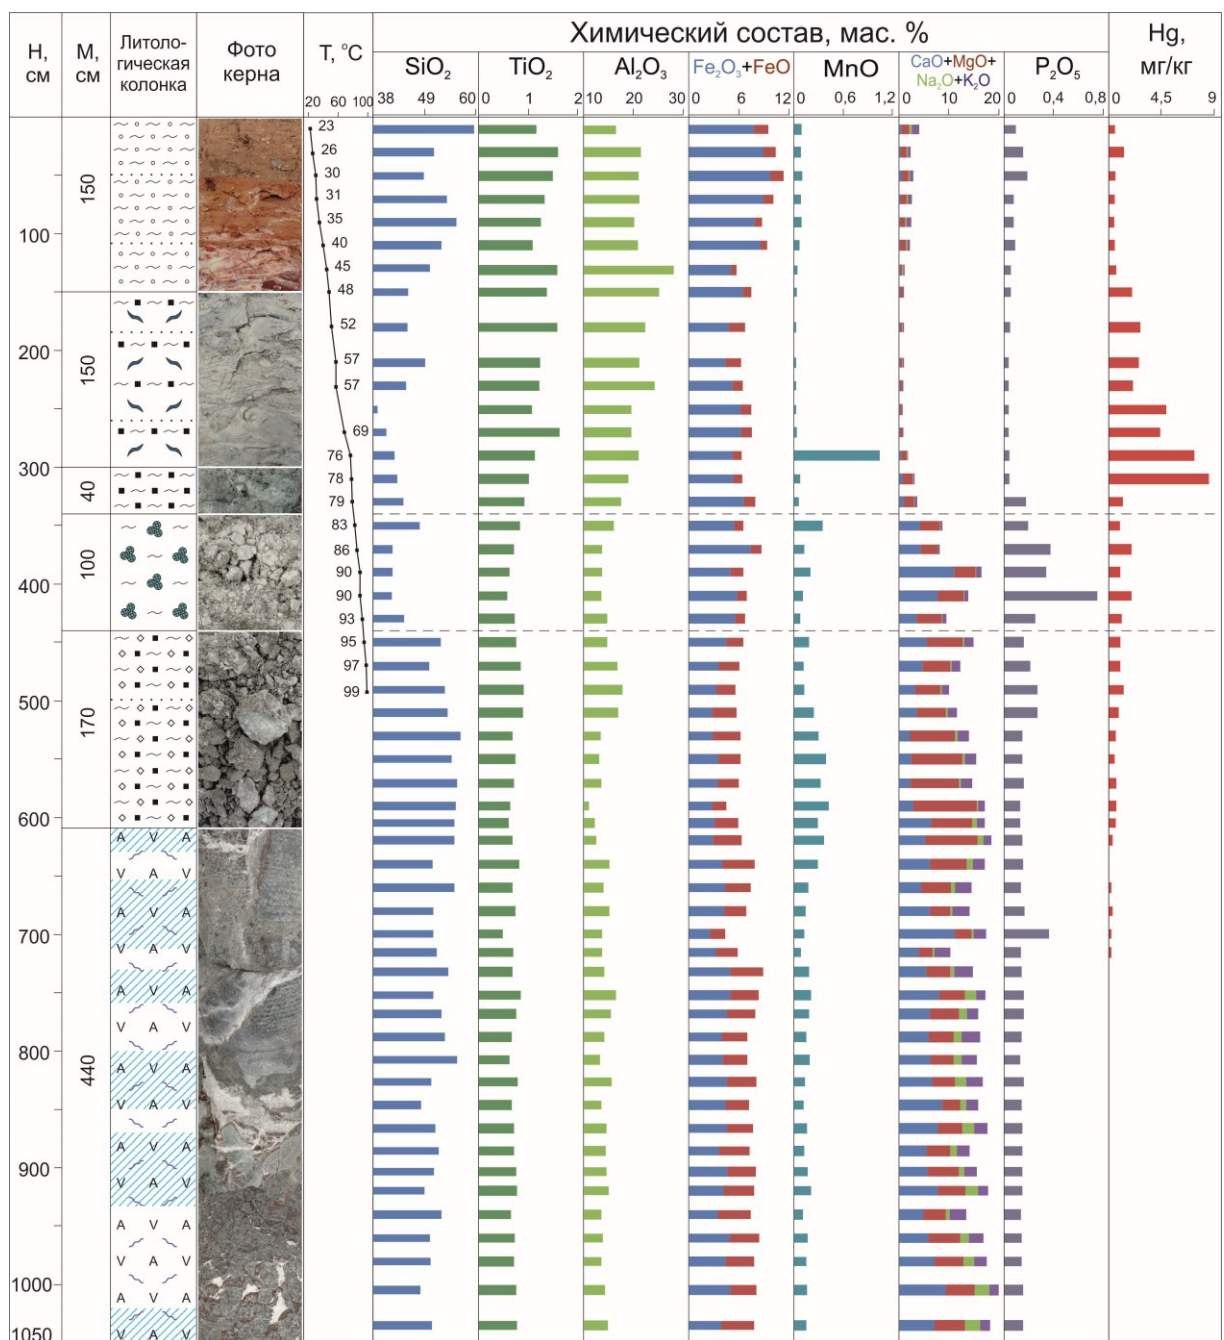 Химический состав, мас. %
Н, см
М, см
Литоло-
гическая
колонка
Фото
керна
T, °C
SiO₂
TiO₂
Al₂O₃
Fe₂O₃+FeO
MnO
CaO+MgO+
Na₂O+K₂O
P₂O₅
Hg,
мг/кг
20 60 100
38 49 60
0 1 2
10 20 30
0 6 12
0 0,6 1,2
0 10 20
0 0,4 0,8
0 4,5 9
23
26
30
150
31
35
100
40
45
48
52
200
150
57
57
69
76
300
40
78
79
83
100
86
90
400
90
93
95
97
99
500
170
600
A V A
V A V
A V A
700
V A V
A V A
V A V
800
440
A V A
V A V
A V A
900
V A V
A V A
V A V
1000
A V A
1050
V A V